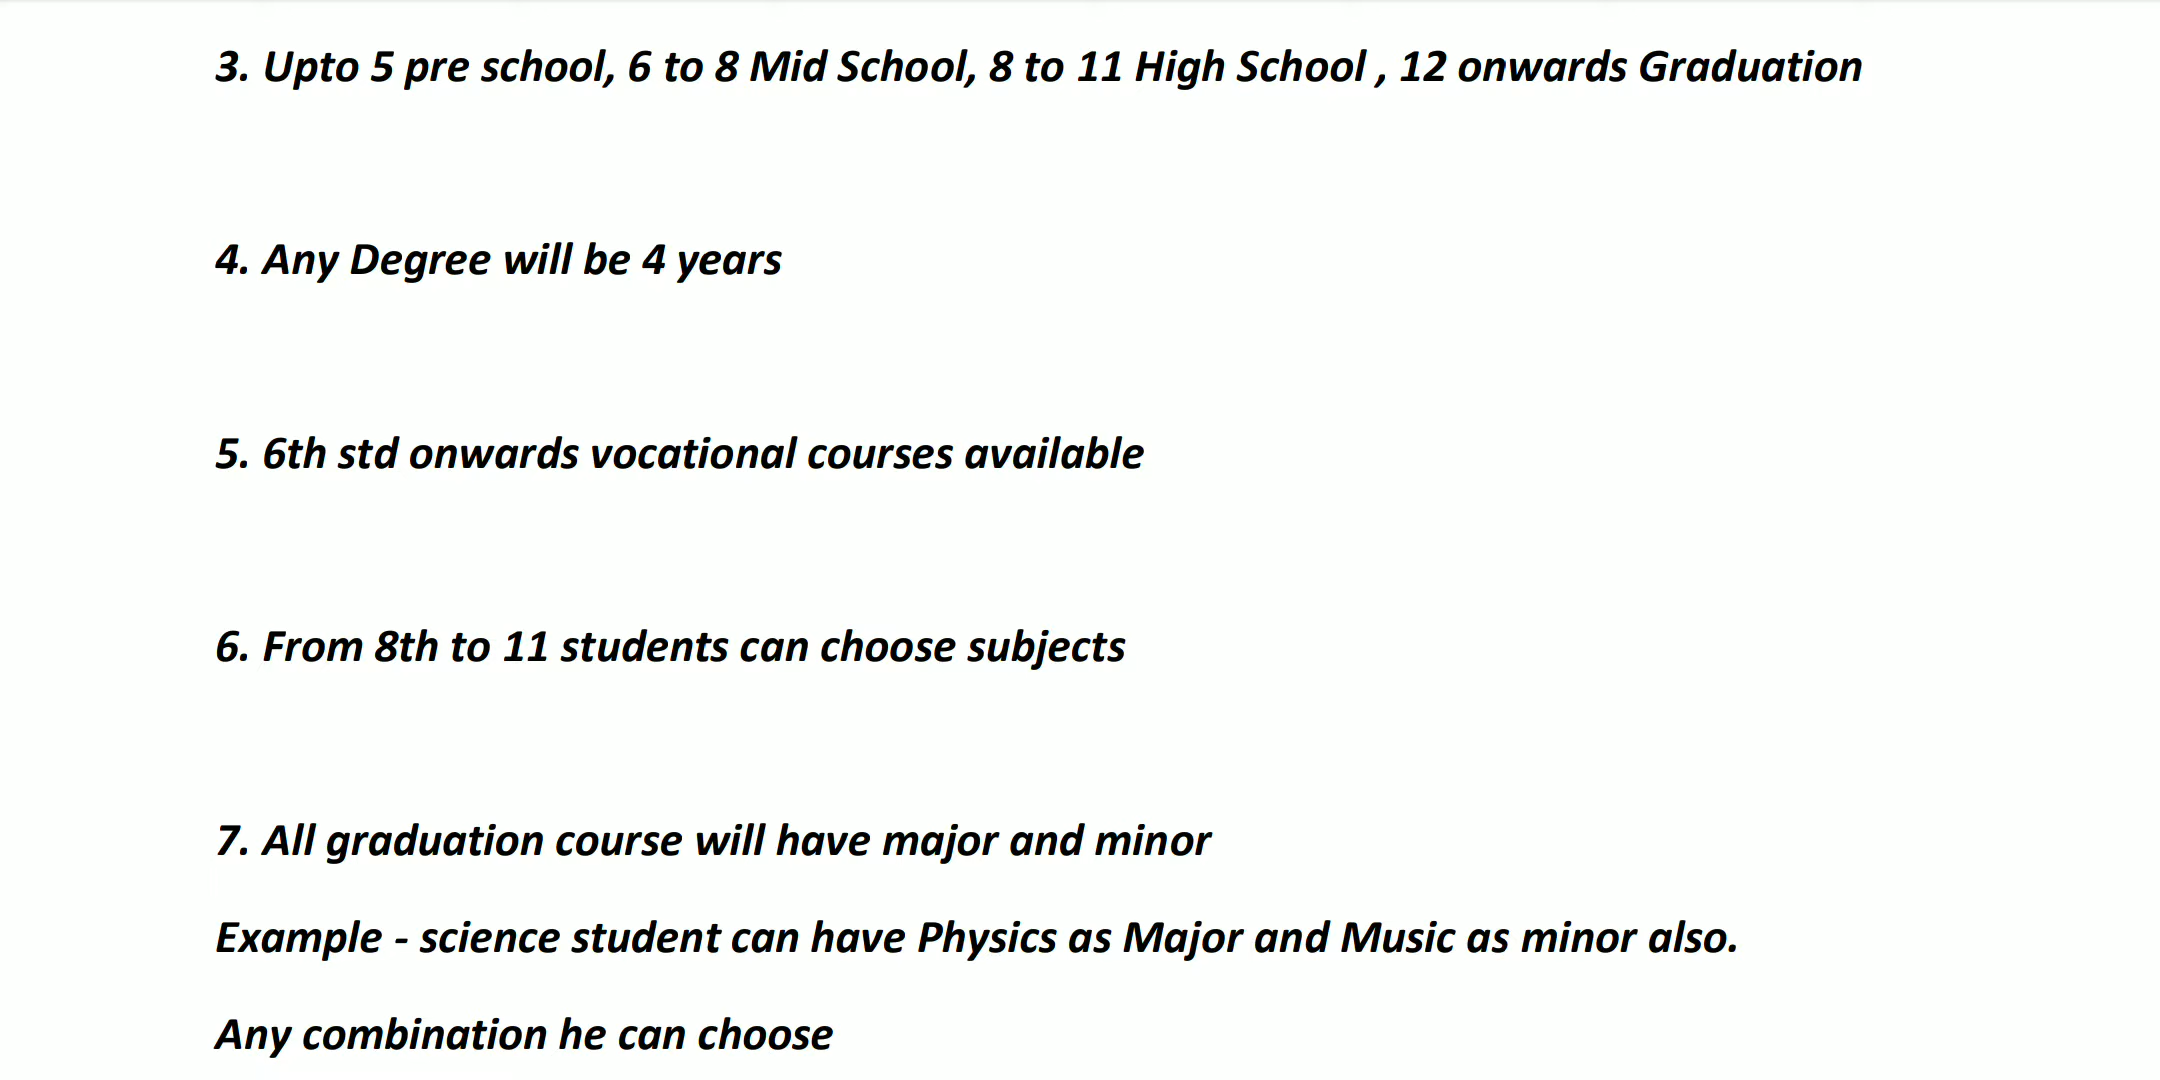 3. Upto 5 pre school, 6 to 8 Mid School, 8 to 11 High School , 12 onwards Graduation
4. Any Degree will be 4 years
5. 6th std onwards vocational courses available
6. From 8th to 11 students can choose subjects
7. All graduation course will have major and minor
Example - science student can have Physics as Major and Music as minor also.
Any combination he can choose